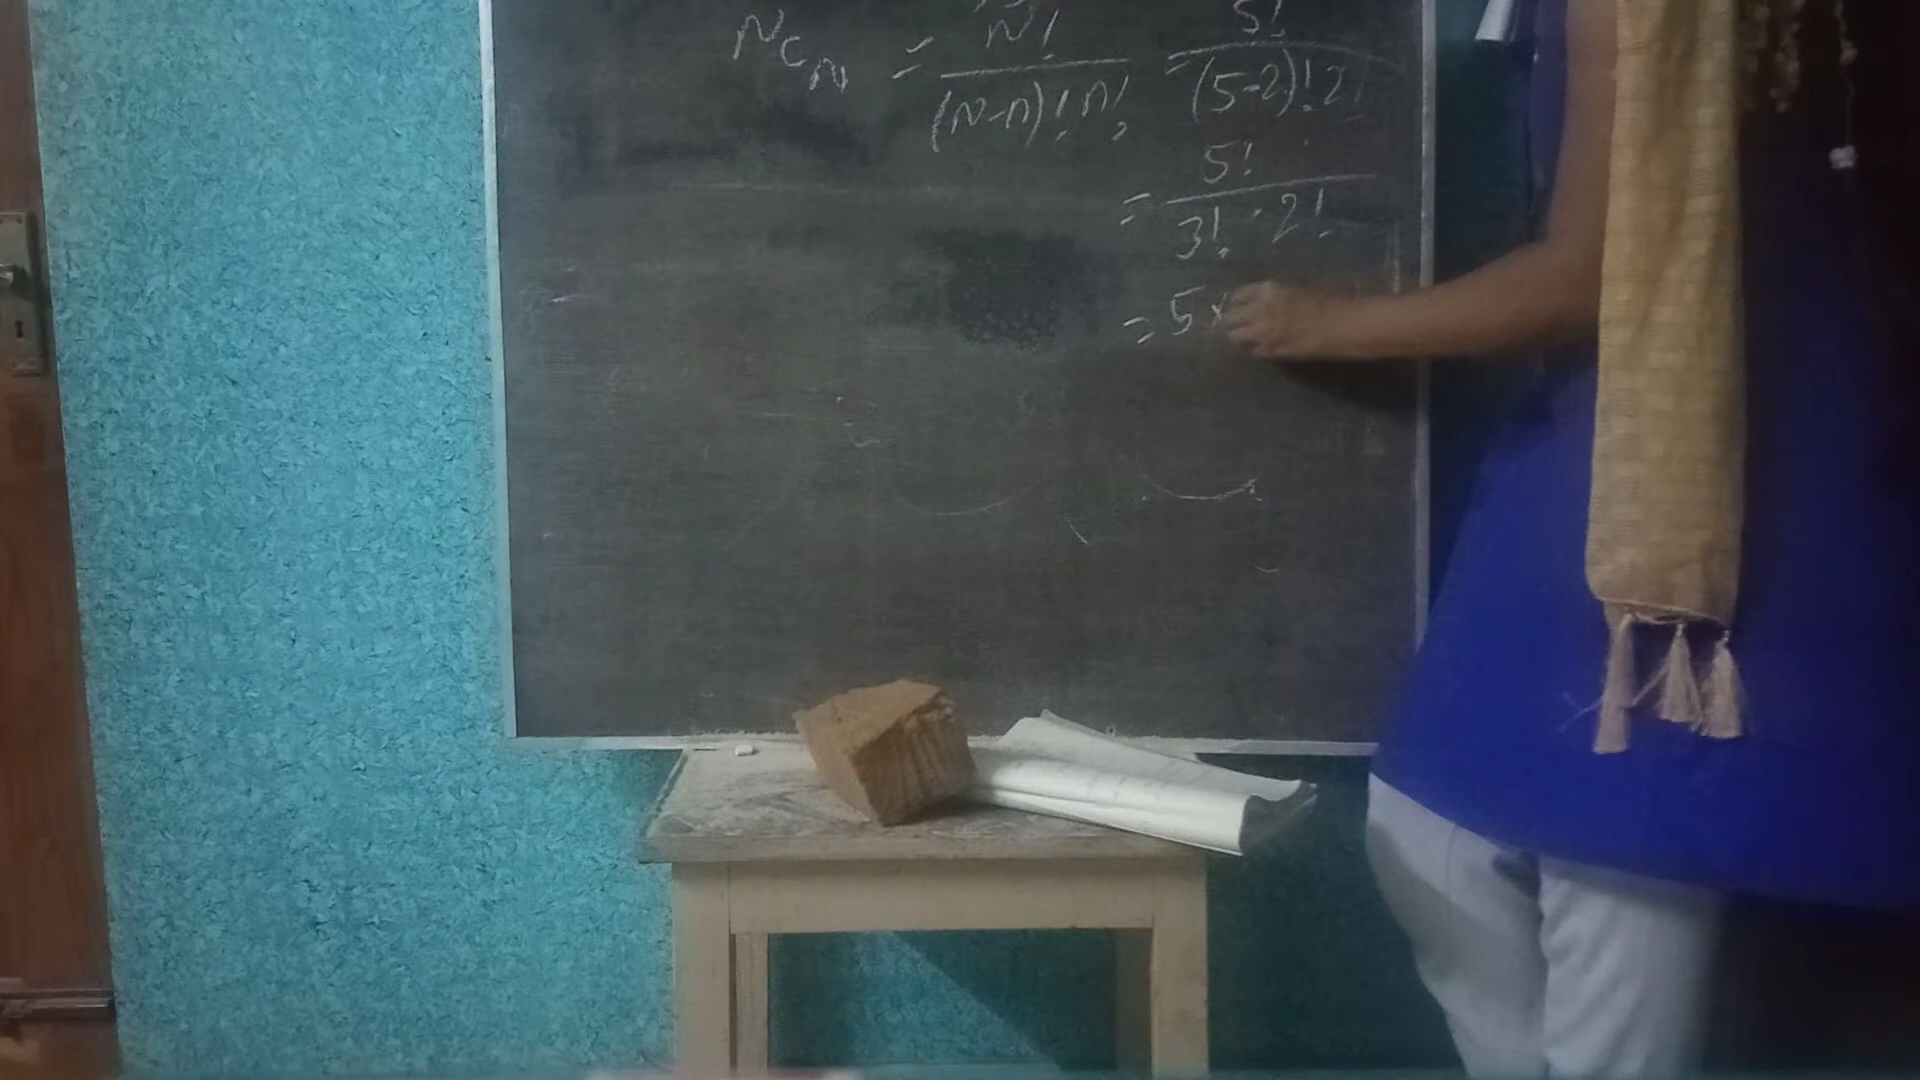 NCn = N! / (N-n)! n! = 5! / (5-2)! 2!
= 5! / 3! · 2!
= 5 ×